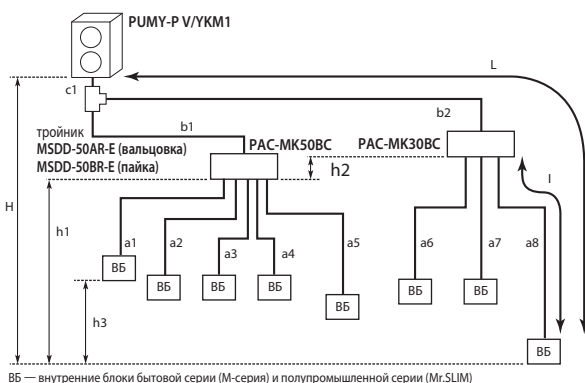 PUMY-P V/YKM1
L
c1
b2
тройник
MSDD-50AR-E (вальцовка)
MSDD-50BR-E (пайка)
b1
PAC-MK50BC
PAC-MK30BC
h2
H
h1
I
a1
a2
a3
a4
a5
a6
a7
a8
ВБ
ВБ
ВБ
ВБ
ВБ
ВБ
ВБ
h3
ВБ
ВБ — внутренние блоки бытовой серии (М-серия) и полупромышленной серии (Mr.SLIM)